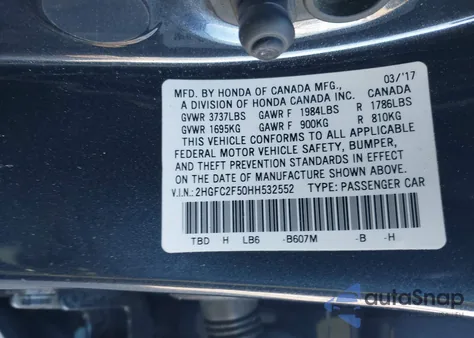 MFD. BY HONDA OF CANADA MFG., 03/'17
A DIVISION OF HONDA CANADA INC. CANADA
GVWR 3737LBS GAWR F 1984LBS R 1786LBS
GVWR 1695KG GAWR F 900KG R 810KG
THIS VEHICLE CONFORMS TO ALL APPLICABLE
FEDERAL MOTOR VEHICLE SAFETY, BUMPER,
AND THEFT PREVENTION STANDARDS IN EFFECT
ON THE DATE OF MANUFACTURE SHOWN ABOVE.
V.I.N.: 2HGFC2F50HH532552 TYPE: PASSENGER CAR
TBD H LB6 -B607M -B -H
autoSnap